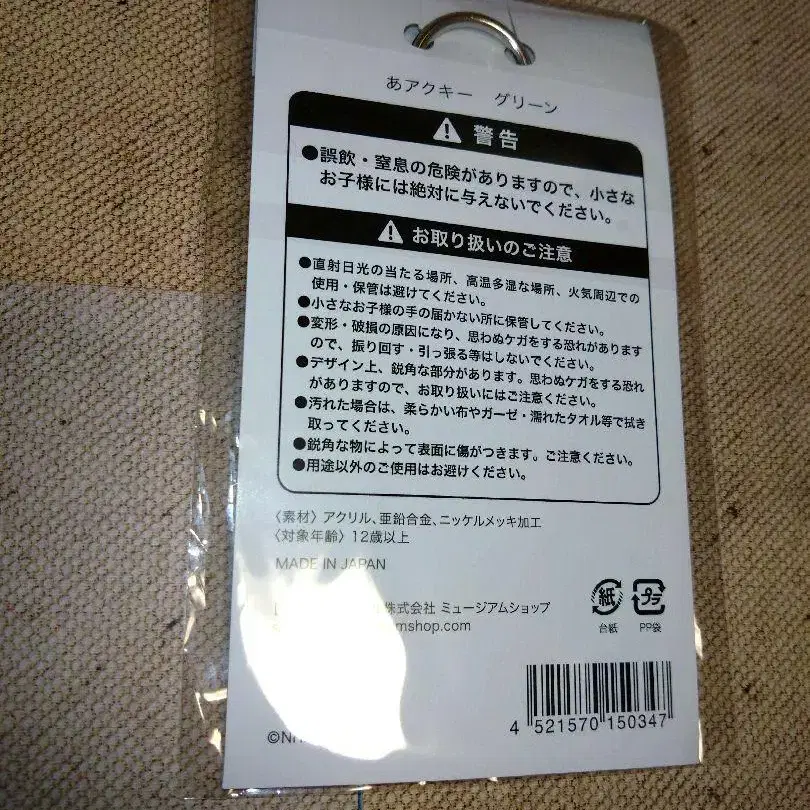 あアクキー グリーン
警告
●誤飲・窒息の危険がありますので、小さな
お子様には絶対に与えないでください。
お取り扱いのご注意
●直射日光の当たる場所、高温多湿な場所、火気周辺での
使用・保管は避けてください。
●小さなお子様の手の届かない所に保管してください。
●変形・破損の原因になり、思わぬケガをする恐れがあります
ので、振り回す・引っ張る等はしないでください。
●デザイン上、鋭角な部分があります。思わぬケガをする恐れ
がありますので、お取り扱いにはご注意ください。
●汚れた場合は、柔らかい布やガーゼ・濡れたタオル等で拭き
取ってください。
●鋭角な物によって表面に傷がつきます。ご注意ください。
●用途以外のご使用はお避けください。
〈素材〉アクリル、亜鉛合金、ニッケルメッキ加工
〈対象年齢〉12歳以上
MADE IN JAPAN
株式会社 ミュージアムショップ
mshop.com
紙
台紙
プラ
PP袋
4 521570 150347